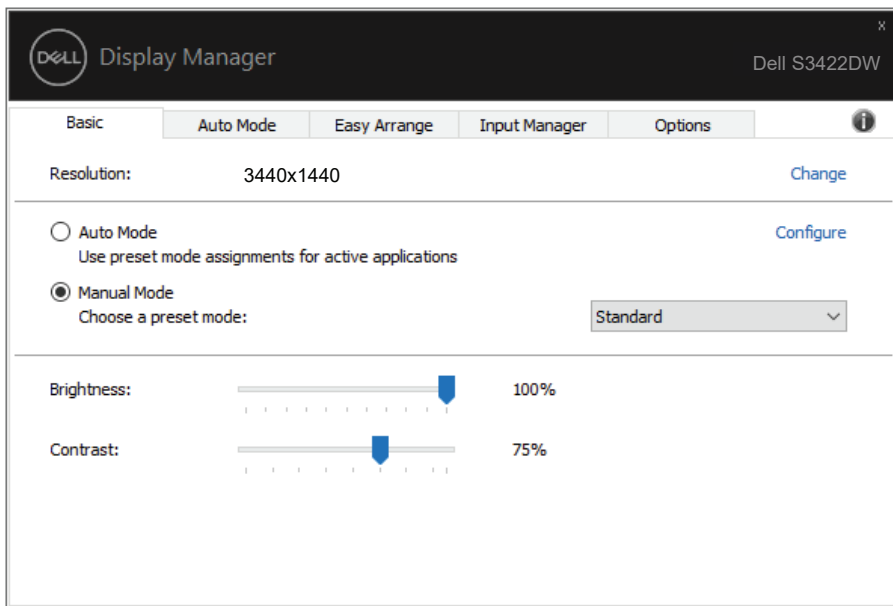 x
DELL Display Manager
Dell S3422DW
Basic Auto Mode Easy Arrange Input Manager Options i
Resolution: 3440x1440 Change
Auto Mode Configure
Use preset mode assignments for active applications
Manual Mode
Choose a preset mode: Standard
Brightness: 100%
Contrast: 75%